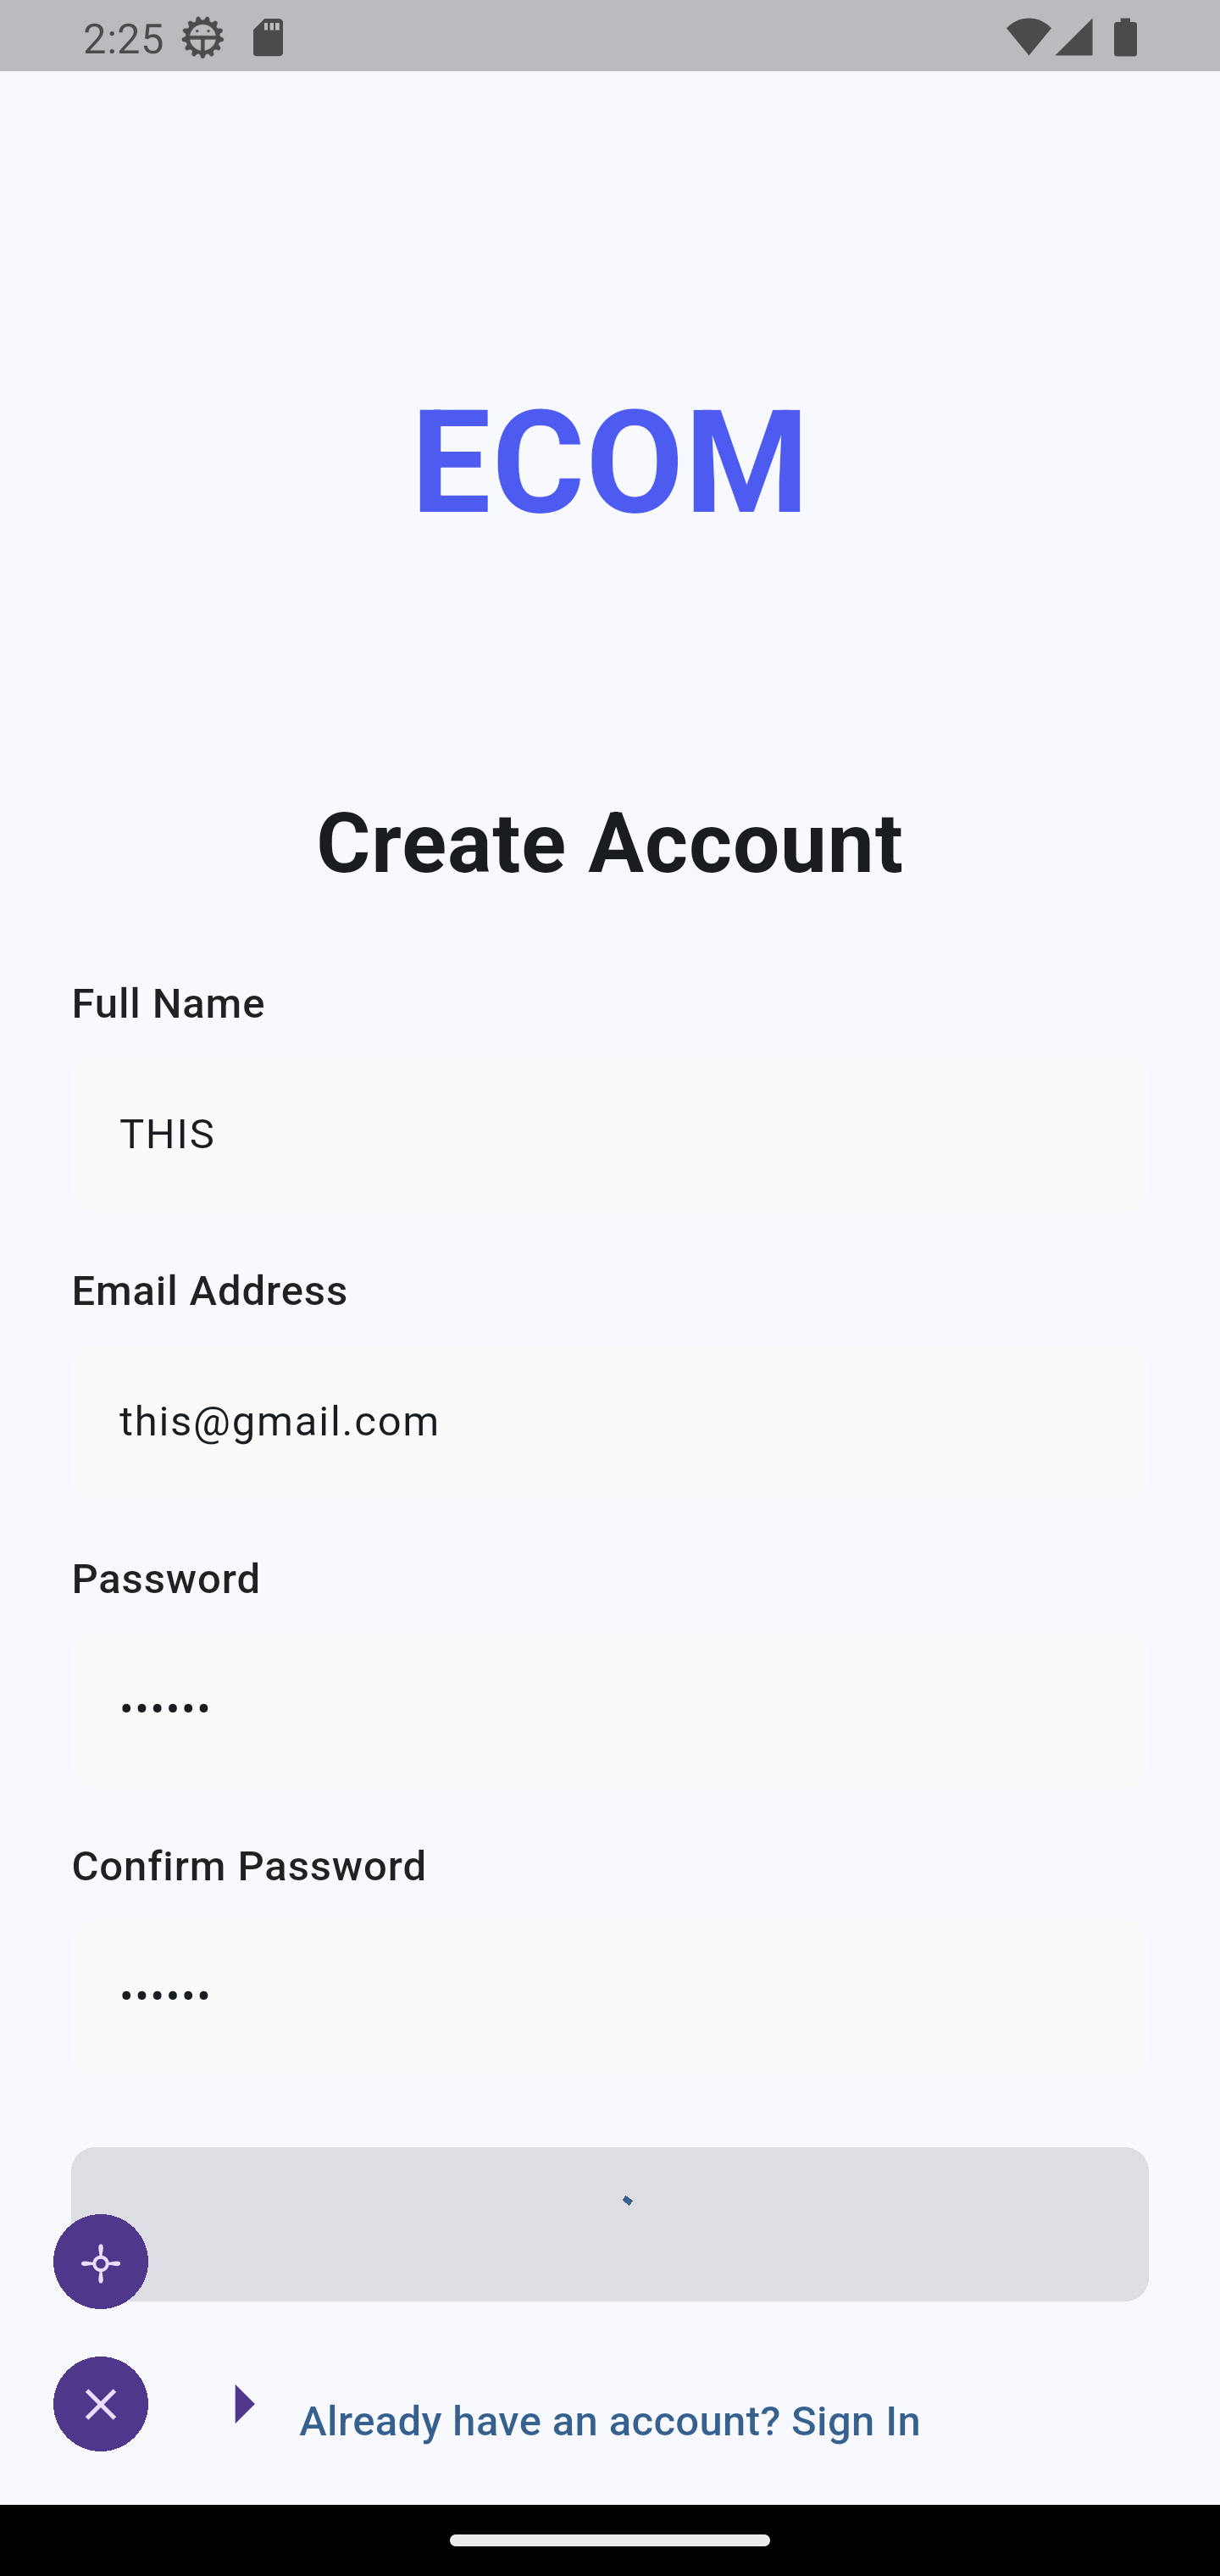 2:25
ECOM
Create Account
Full Name
THIS
Email Address
this@gmail.com
Password
••••••
Confirm Password
••••••
Already have an account? Sign In